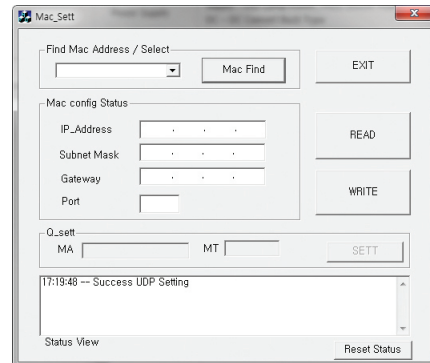 Mac_Sett
Find Mac Address / Select
Mac Find
EXIT
Mac config Status
IP_Address
READ
Subnet Mask
Gateway
WRITE
Port
Q_sett
MA
MT
SETT
17:19:48 -- Success UDP Setting
Status View
Reset Status